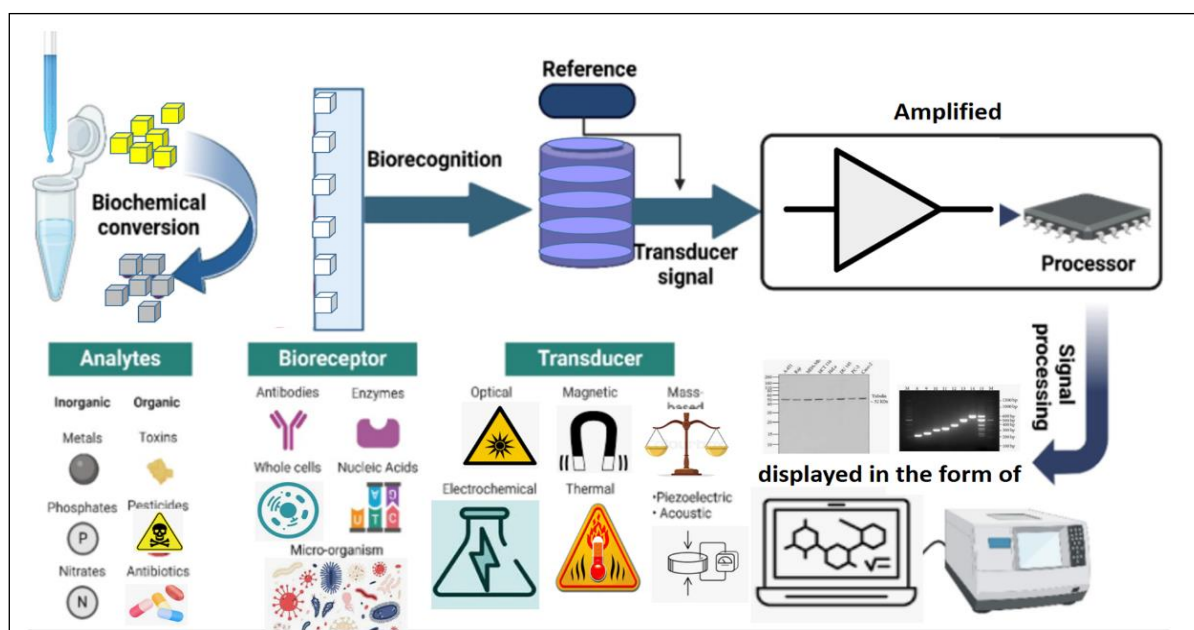 Reference
Amplified
Biorecognition
Biochemical
conversion
Transducer
signal
Processor
Signal
processing
Analytes
Bioreceptor
Transducer
Inorganic
Organic
Antibodies
Enzymes
Optical
Magnetic
Mass-
based
Metals
Toxins
Whole cells
Nucleic Acids
Phosphates
Pesticides
Electrochemical
Thermal
•Piezoelectric
• Acoustic
displayed in the form of
P
A
G
U
T
C
Micro-organism
Nitrates
Antibiotics
N